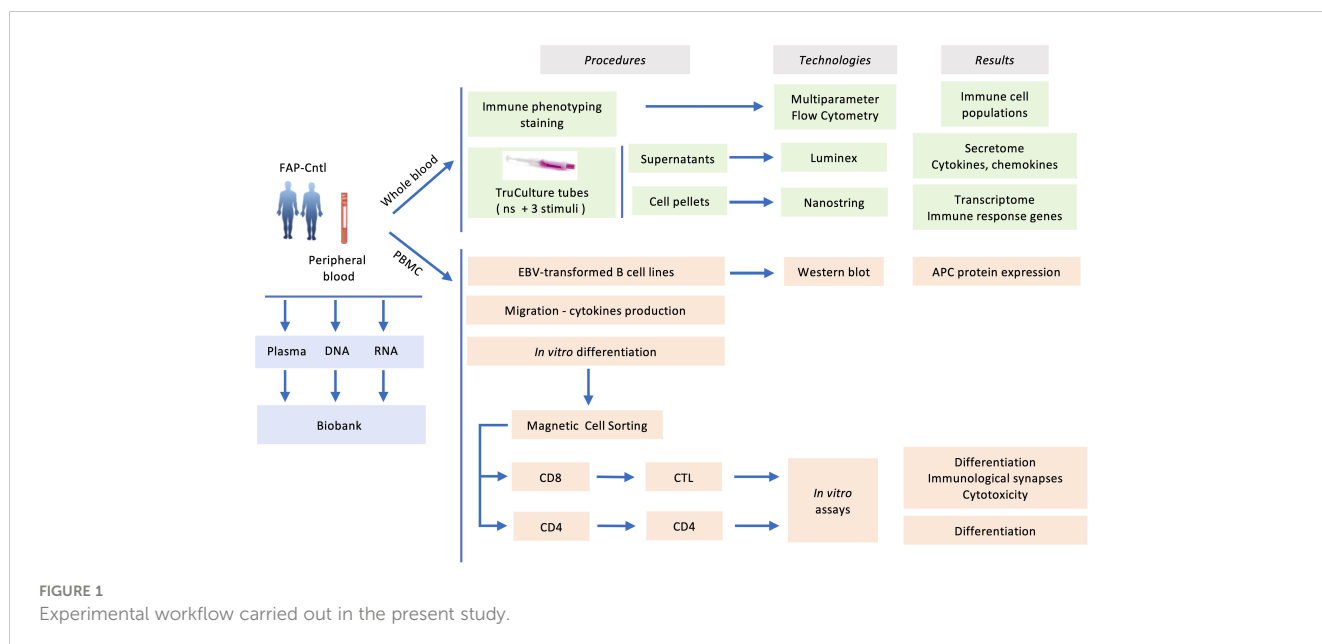 Procedures
Technologies
Results
Immune phenotyping
staining
Multiparameter
Flow Cytometry
Immune cell
populations
FAP-Cntl
Whole blood
TruCulture tubes
( ns + 3 stimuli )
Supernatants
Luminex
Secretome
Cytokines, chemokines
Cell pellets
Nanostring
Transcriptome
Immune response genes
Peripheral
blood
PBMC
EBV-transformed B cell lines
Western blot
APC protein expression
Migration - cytokines production
In vitro differentiation
Plasma
DNA
RNA
Biobank
Magnetic Cell Sorting
CD8
CTL
In vitro
assays
Differentiation
Immunological synapses
Cytotoxicity
CD4
CD4
Differentiation
FIGURE 1
Experimental workflow carried out in the present study.